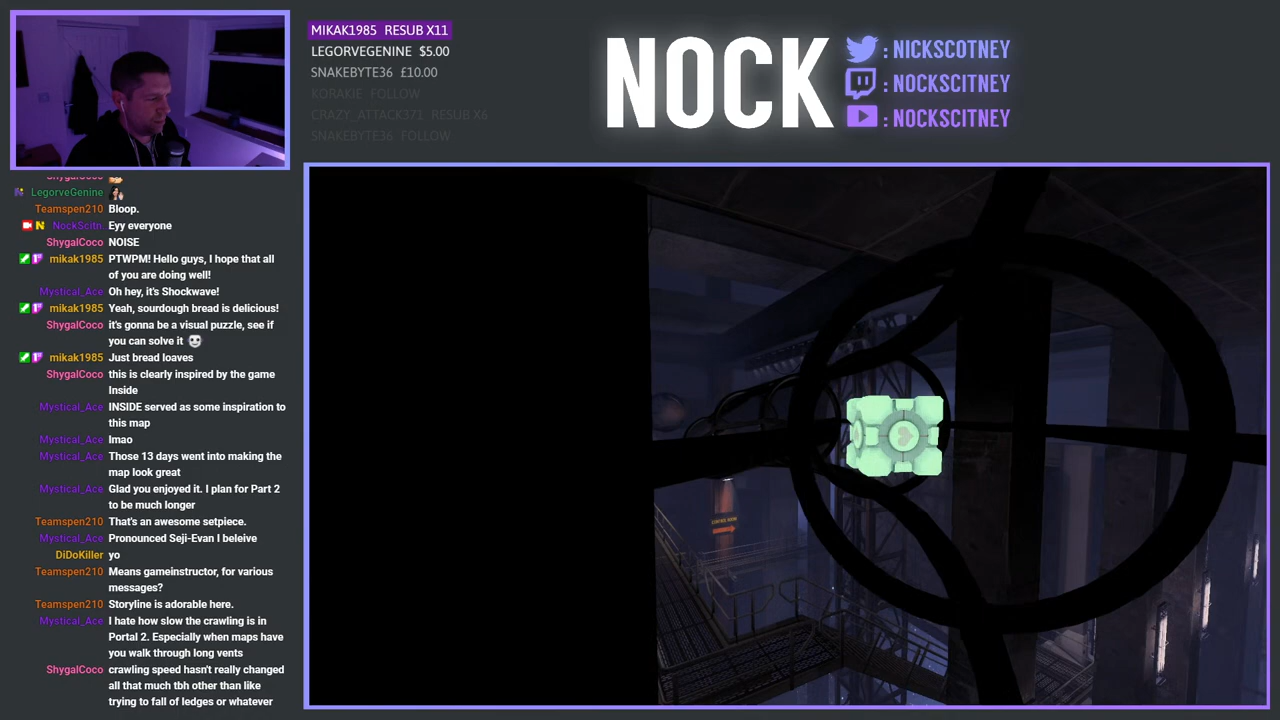 MIKAK1985 RESUB X11
LEGORVEGENINE $5.00
SNAKEBYTE36 £10.00
KORAKIE FOLLOW
CRAZY_ATTACK371 RESUB X6
SNAKEBYTE36 FOLLOW
NOCK
: NICKSCOTNEY
: NOCKSCITNEY
: NOCKSCITNEY
ShygalCoco
LegorveGenine
Teamspen210 Bloop.
NockScitn. Eyy everyone
ShygalCoco NOISE
mikak1985 PTWPM! Hello guys, I hope that all
of you are doing well!
Mystical_Ace Oh hey, it's Shockwave!
mikak1985 Yeah, sourdough bread is delicious!
ShygalCoco it's gonna be a visual puzzle, see if
you can solve it
mikak1985 Just bread loaves
ShygalCoco this is clearly inspired by the game
Inside
Mystical_Ace INSIDE served as some inspiration to
this map
Mystical_Ace lmao
Mystical_Ace Those 13 days went into making the
map look great
Mystical_Ace Glad you enjoyed it. I plan for Part 2
to be much longer
Teamspen210 That's an awesome setpiece.
Mystical_Ace Pronounced Seji-Evan I beleive
DiDoKiller yo
Teamspen210 Means gameinstructor, for various
messages?
Teamspen210 Storyline is adorable here.
Mystical_Ace I hate how slow the crawling is in
Portal 2. Especially when maps have
you walk through long vents
ShygalCoco crawling speed hasn't really changed
all that much tbh other than like
trying to fall of ledges or whatever